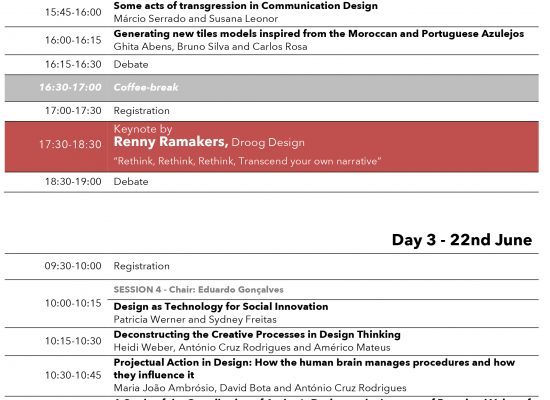 15:45-16:00 Some acts of transgression in Communication Design
Márcio Serrado and Susana Leonor
16:00-16:15 Generating new tiles models inspired from the Moroccan and Portuguese Azulejos
Ghita Abens, Bruno Silva and Carlos Rosa
16:15-16:30 Debate
16:30-17:00 Coffee-break
17:00-17:30 Registration
Keynote by
17:30-18:30 Renny Ramakers, Droog Design
“Rethink, Rethink, Rethink, Transcend your own narrative”
18:30-19:00 Debate
Day 3 - 22nd June
09:30-10:00 Registration
SESSION 4 - Chair: Eduardo Gonçalves
10:00-10:15 Design as Technology for Social Innovation
Patrícia Werner and Sydney Freitas
10:15-10:30 Deconstructing the Creative Processes in Design Thinking
Heidi Weber, António Cruz Rodrigues and Américo Mateus
Projectual Action in Design: How the human brain manages procedures and how
10:30-10:45 they influence it
Maria João Ambrósio, David Bota and António Cruz Rodrigues